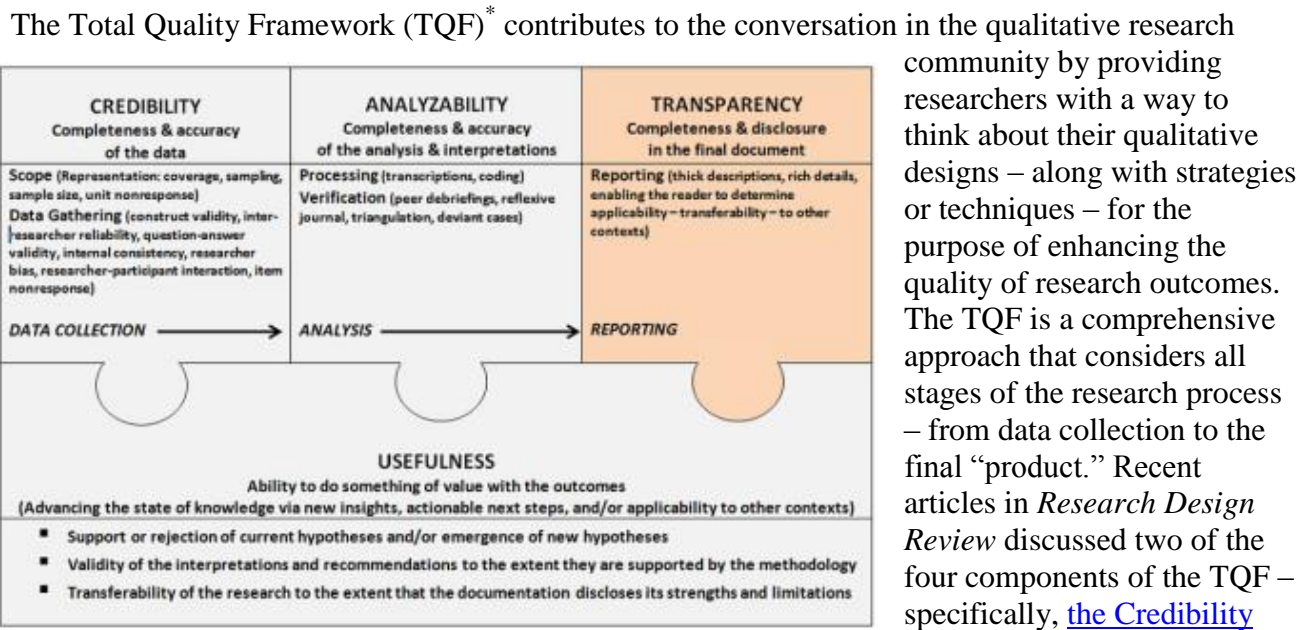 The Total Quality Framework (TQF)* contributes to the conversation in the qualitative research
community by providing
researchers with a way to
think about their qualitative
designs – along with strategies
or techniques – for the
purpose of enhancing the
quality of research outcomes.
The TQF is a comprehensive
approach that considers all
stages of the research process
– from data collection to the
final “product.” Recent
articles in Research Design
Review discussed two of the
four components of the TQF –
specifically, the Credibility
CREDIBILITY
Completeness & accuracy
of the data
Scope (Representation: coverage, sampling,
sample size, unit nonresponse)
Data Gathering (construct validity, inter-
researcher reliability, question-answer
validity, internal consistency, researcher
bias, researcher-participant interaction, item
nonresponse)
DATA COLLECTION
ANALYZABILITY
Completeness & accuracy
of the analysis & interpretations
Processing (transcriptions, coding)
Verification (peer debriefings, reflexive
journal, triangulation, deviant cases)
ANALYSIS
TRANSPARENCY
Completeness & disclosure
in the final document
Reporting (thick descriptions, rich details,
enabling the reader to determine
applicability – transferability – to other
contexts)
REPORTING
USEFULNESS
Ability to do something of value with the outcomes
(Advancing the state of knowledge via new insights, actionable next steps, and/or applicability to other contexts)
▪ Support or rejection of current hypotheses and/or emergence of new hypotheses
▪ Validity of the interpretations and recommendations to the extent they are supported by the methodology
▪ Transferability of the research to the extent that the documentation discloses its strengths and limitations